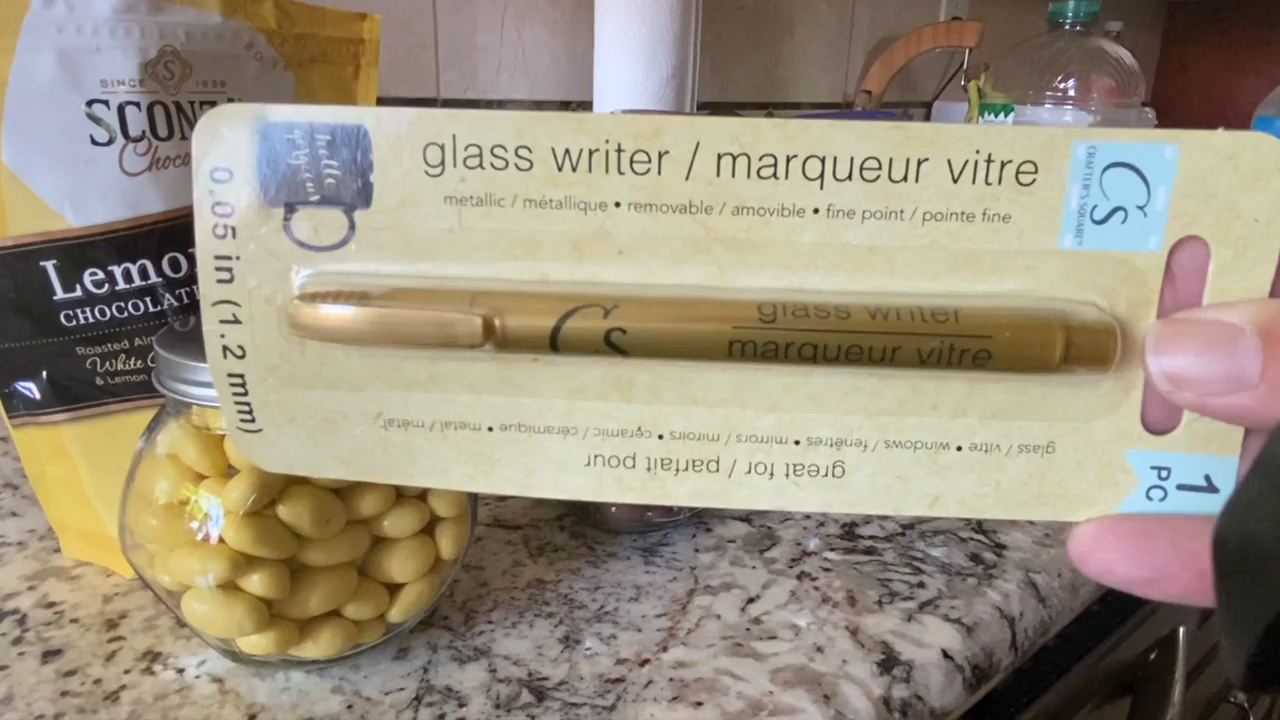 SINCE 1939
S
SCONZA
Choco
Lemo
CHOCOLAT
Roasted Alm
White C
& Lemon
hello
glass writer / marqueur vitre
metallic / métallique • removable / amovible • fine point / pointe fine
Cs
CRAFTER'S SQUARE
0.05 in (1.2 mm)
Cs
glass writer
marqueur vitre
great for / parfait pour
glass / vitre • windows / fenêtres • mirrors / miroirs • ceramic / céramique • metal / métal
1
PC